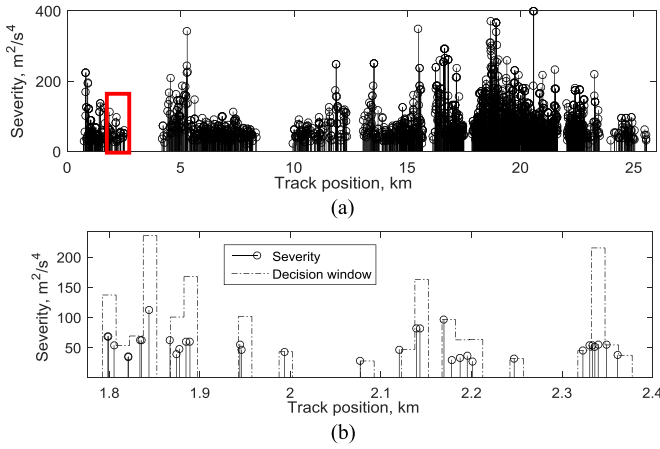 400
200
0
Severity, m²/s⁴
0 5 10 15 20 25
Track position, km
(a)
200
150
100
50
Severity, m²/s⁴
Severity
Decision window
1.8 1.9 2 2.1 2.2 2.3 2.4
Track position, km
(b)